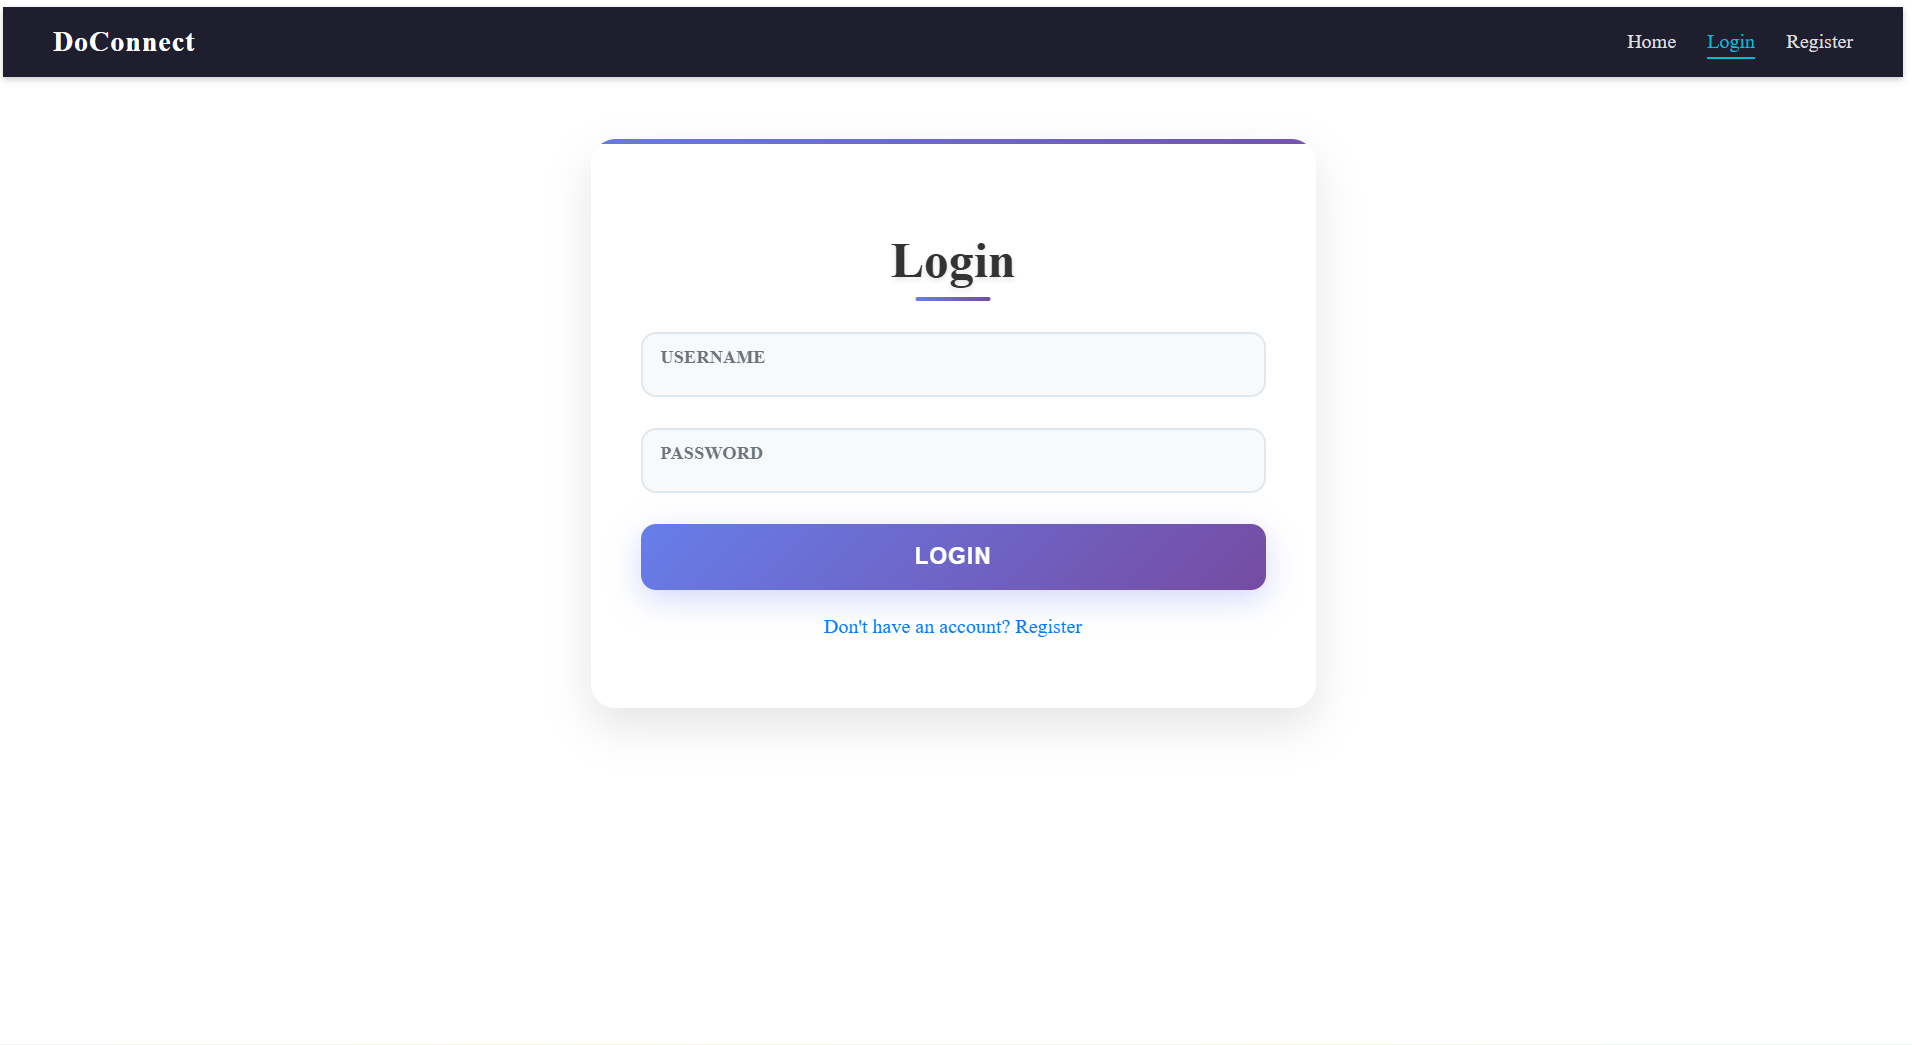 DoConnect
Home Login Register
Login
USERNAME
PASSWORD
LOGIN
Don't have an account? Register